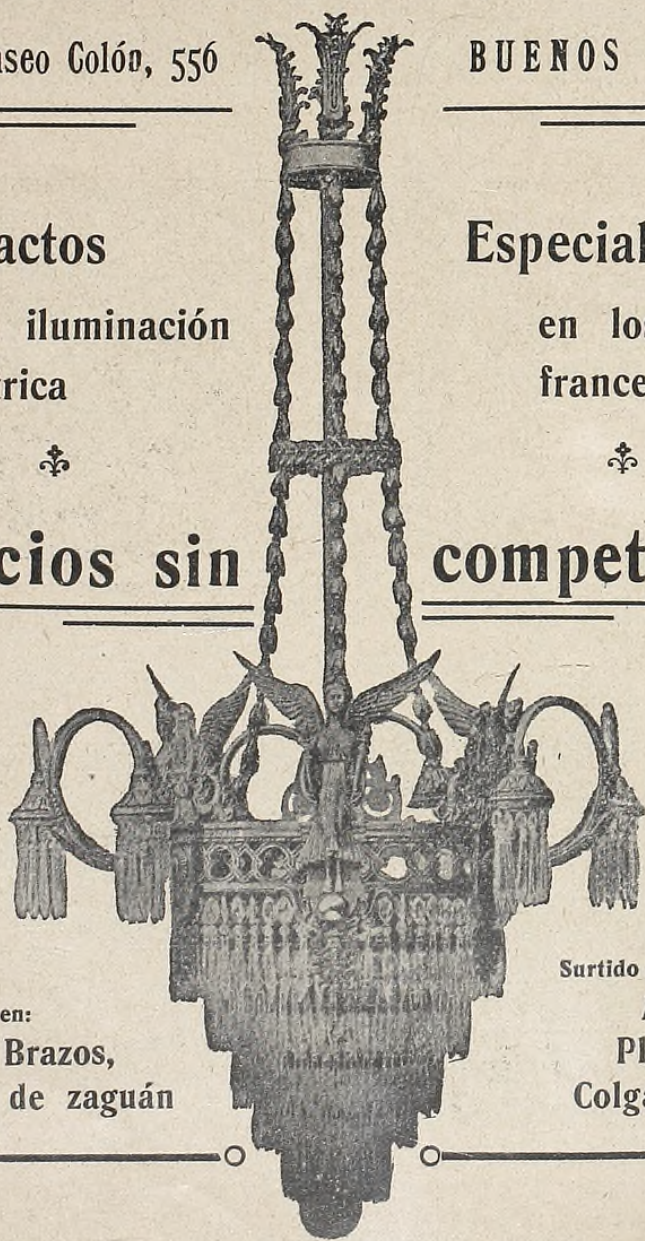 aseo Colón, 556
BUENOS
actos
iluminación
rica
Especial
en los
france
cios sin compet
en:
Brazos,
de zaguán
Surtido
A
Pl
Colga